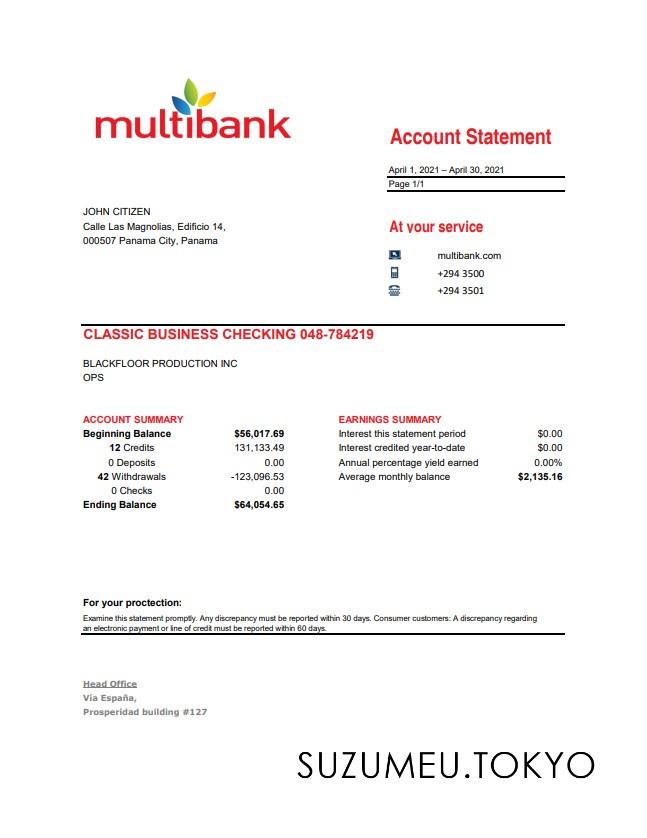 multibank
Account Statement
April 1, 2021 – April 30, 2021
Page 1/1
JOHN CITIZEN
Calle Las Magnolias, Edificio 14,
000507 Panama City, Panama
At your service
multibank.com
+294 3500
+294 3501
CLASSIC BUSINESS CHECKING 048-784219
BLACKFLOOR PRODUCTION INC
OPS
ACCOUNT SUMMARY
Beginning Balance $56,017.69
12 Credits 131,133.49
0 Deposits 0.00
42 Withdrawals -123,096.53
0 Checks 0.00
Ending Balance $64,054.65
EARNINGS SUMMARY
Interest this statement period $0.00
Interest credited year-to-date $0.00
Annual percentage yield earned 0.00%
Average monthly balance $2,135.16
For your proctection:
Examine this statement promptly. Any discrepancy must be reported within 30 days. Consumer customers: A discrepancy regarding
an electronic payment or line of credit must be reported within 60 days.
Head Office
Vía España,
Prosperidad building #127
SUZUMEU.TOKYO